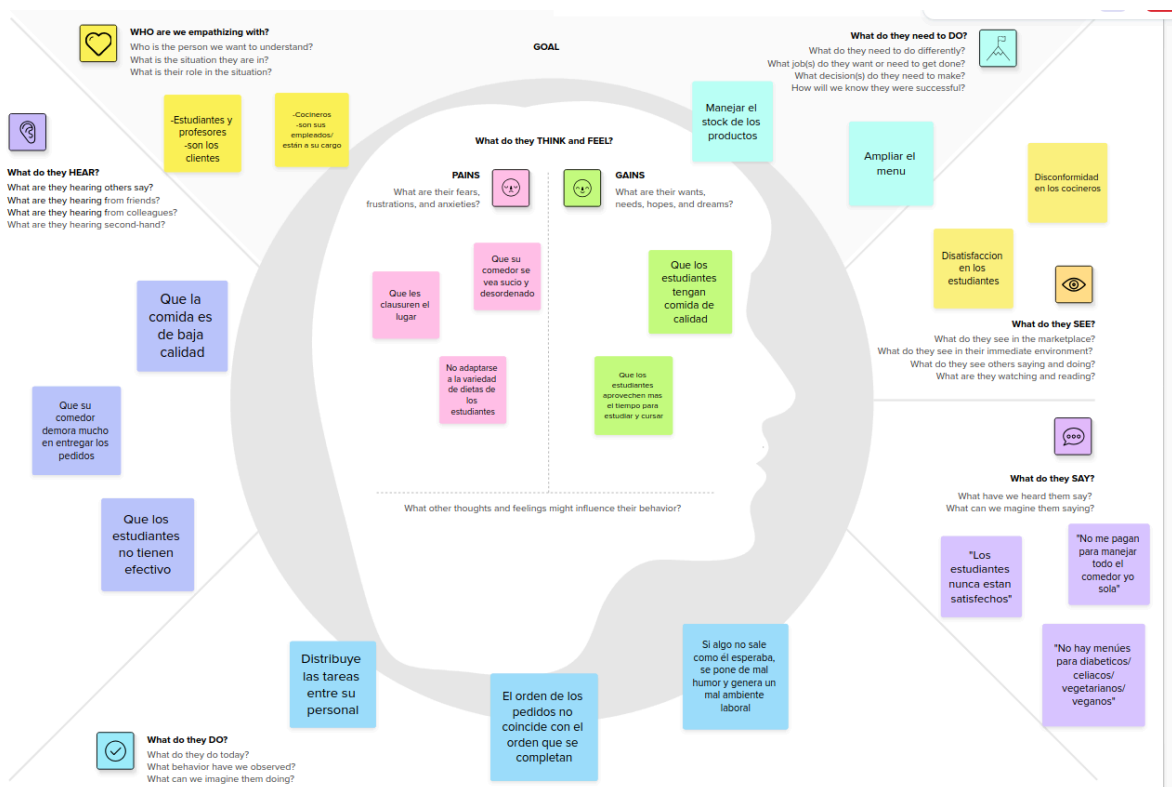 WHO are we empathizing with?
Who is the person we want to understand?
What is the situation they are in?
What is their role in the situation?
-Estudiantes y
profesores
-son los
clientes
-Cocineros
-son sus
empleados/
están a su cargo
GOAL
What do they need to DO?
What do they need to do differently?
What job(s) do they want or need to get done?
What decision(s) do they need to make?
How will we know they were successful?
Manejar el
stock de los
productos
Ampliar el
menu
What do they HEAR?
What are they hearing others say?
What are they hearing from friends?
What are they hearing from colleagues?
What are they hearing second-hand?
Que la
comida es
de baja
calidad
Que su
comedor
demora mucho
en entregar los
pedidos
Que los
estudiantes
no tienen
efectivo
What do they THINK and FEEL?
PAINS
What are their fears,
frustrations, and anxieties?
Que su
comedor se
vea sucio y
desordenado
Que les
clausuren el
lugar
No adaptarse
a la variedad
de dietas de
los
estudiantes
GAINS
What are their wants,
needs, hopes, and dreams?
Que los
estudiantes
tengan
comida de
calidad
Que los
estudiantes
aprovechen mas
el tiempo para
estudiar y cursar
What other thoughts and feelings might influence their behavior?
Disconformidad
en los cocineros
Disatisfaccion
en los
estudiantes
What do they SEE?
What do they see in the marketplace?
What do they see in their immediate environment?
What do they see others saying and doing?
What are they watching and reading?
What do they SAY?
What have we heard them say?
What can we magine them saying?
"Los
estudiantes
nunca estan
satisfechos"
"No me pagan
para manejar
todo el
comedor yo
sola"
"No hay menúes
para diabeticos/
celiacos/
vegetarianos/
veganos"
What do they DO?
What do they do today?
What behavior have we observed?
What can we imagine them doing?
Distribuye
las tareas
entre su
personal
El orden de los
pedidos no
coincide con el
orden que se
completan
Si algo no sale
como él esperaba,
se pone de mal
humor y genera un
mal ambiente
laboral